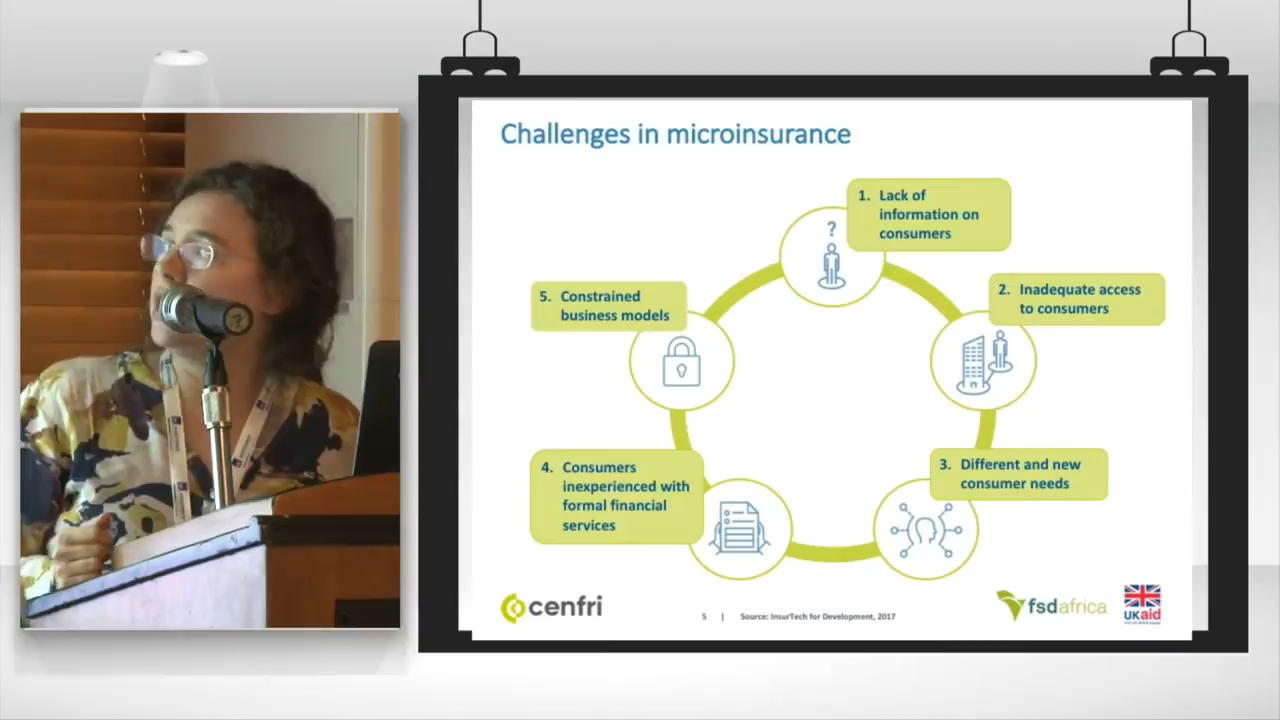 Challenges in microinsurance
1. Lack of
information on
consumers
?
2. Inadequate access
to consumers
3. Different and new
consumer needs
4. Consumers
inexperienced with
formal financial
services
5. Constrained
business models
cenfri
5 | Source: InsurTech for Development, 2017
fsdafrica
UKaid